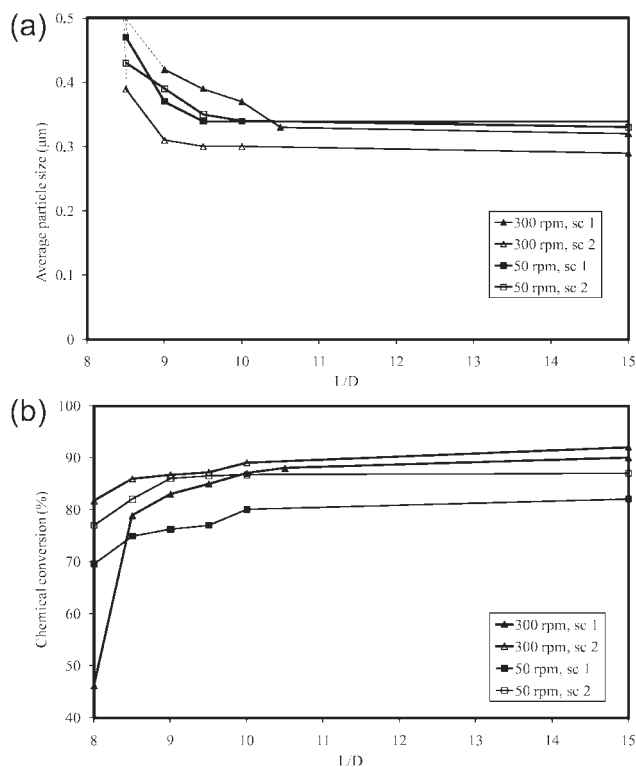 (a)
0.5
0.4
0.3
0.2
0.1
0
Average particle size (μm)
300 rpm, sc 1
300 rpm, sc 2
50 rpm, sc 1
50 rpm, sc 2
8 9 10 11 12 13 14 15
L/D
(b)
100
90
80
70
60
50
40
Chemical conversion (%)
300 rpm, sc 1
300 rpm, sc 2
50 rpm, sc 1
50 rpm, sc 2
8 9 10 11 12 13 14 15
L/D